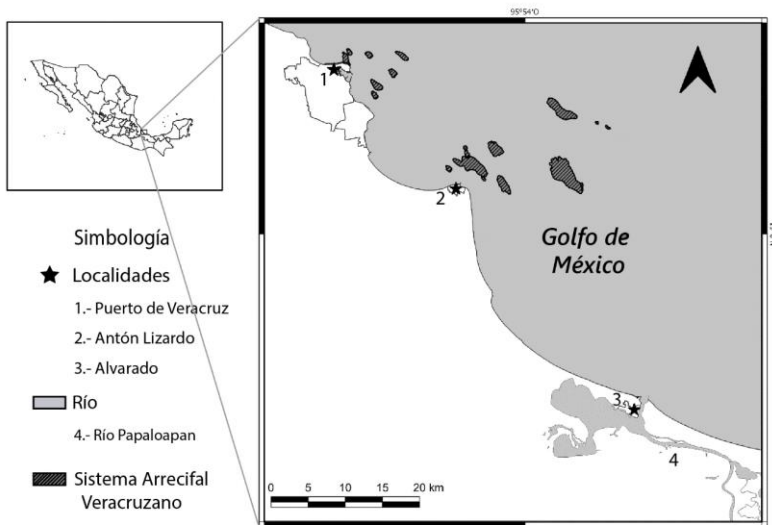 95°54'0
1
2
Golfo de
México
3
4
0 5 10 15 20 km
Simbología
Localidades
1.- Puerto de Veracruz
2.- Antón Lizardo
3.- Alvarado
Río
4.- Río Papaloapan
Sistema Arrecifal
Veracruzano